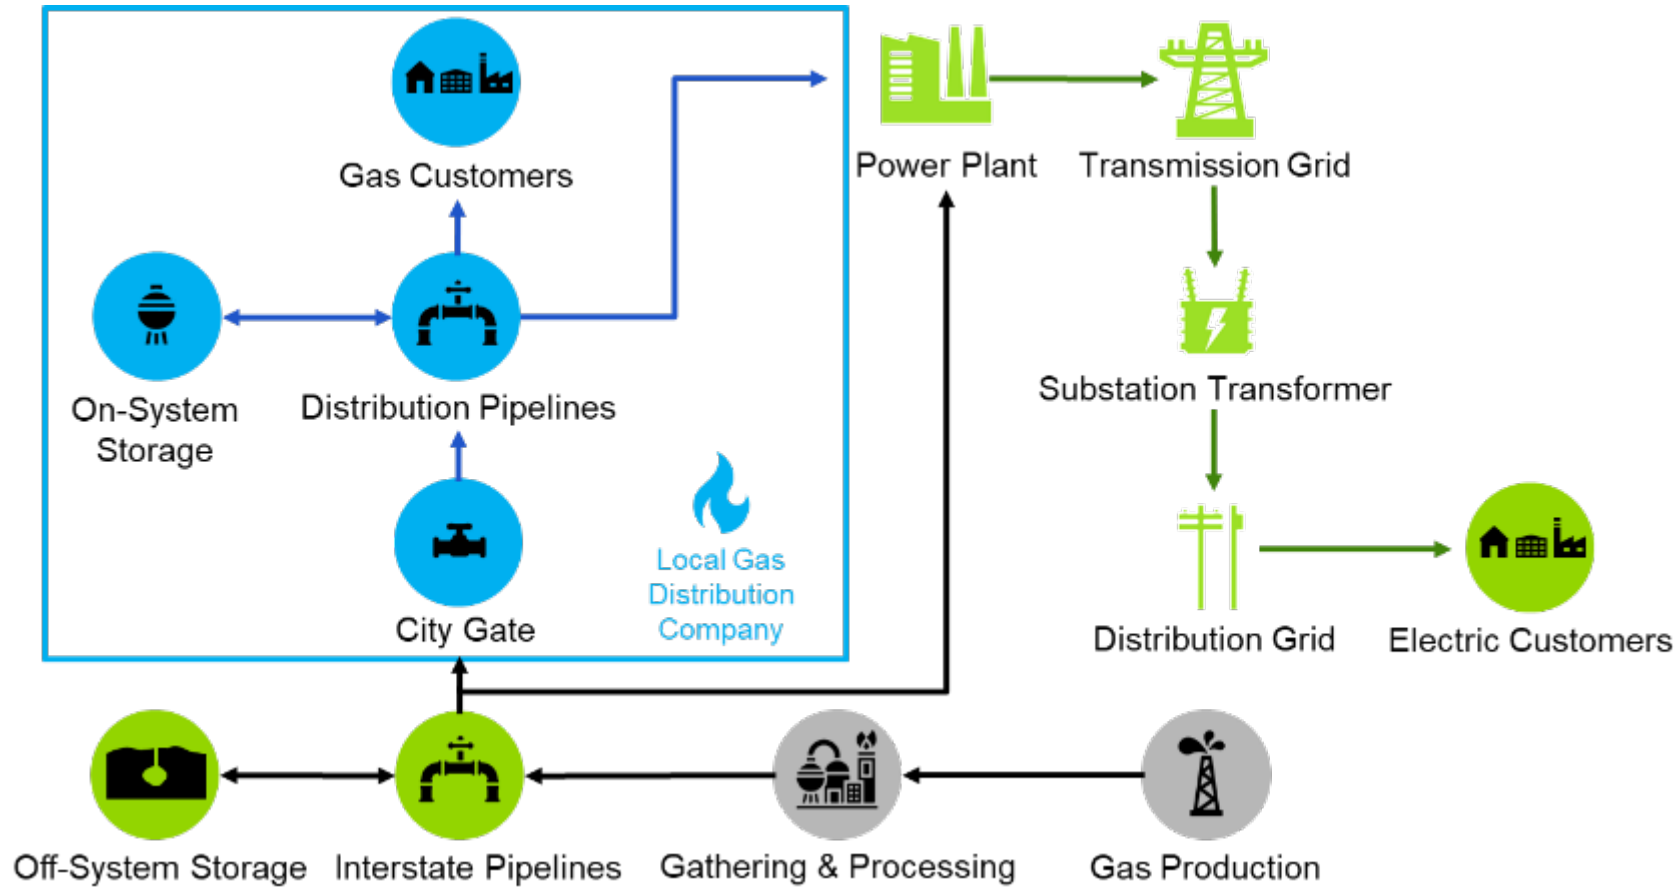 Gas Customers
Power Plant
Transmission Grid
On-System
Storage
Distribution Pipelines
Substation Transformer
Local Gas
Distribution
Company
City Gate
Distribution Grid
Electric Customers
Off-System Storage
Interstate Pipelines
Gathering & Processing
Gas Production